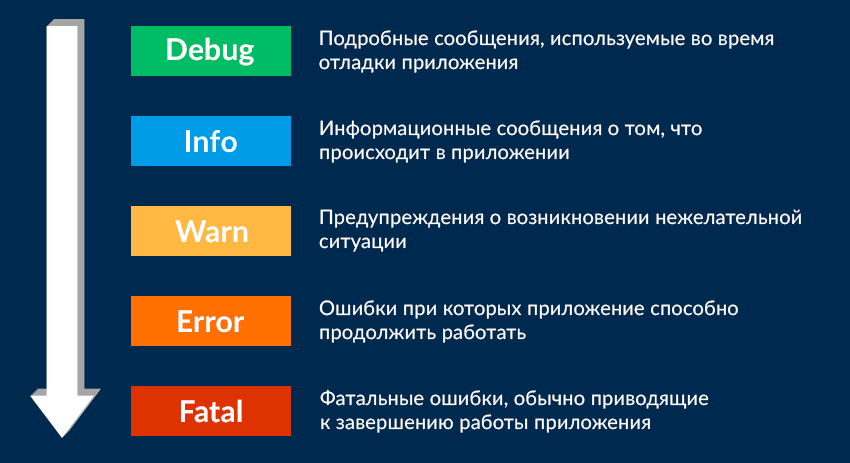 Debug
Подробные сообщения, используемые во время
отладки приложения
Info
Информационные сообщения о том, что
происходит в приложении
Warn
Предупреждения о возникновении нежелательной
ситуации
Error
Ошибки при которых приложение способно
продолжить работать
Fatal
Фатальные ошибки, обычно приводящие
к завершению работы приложения